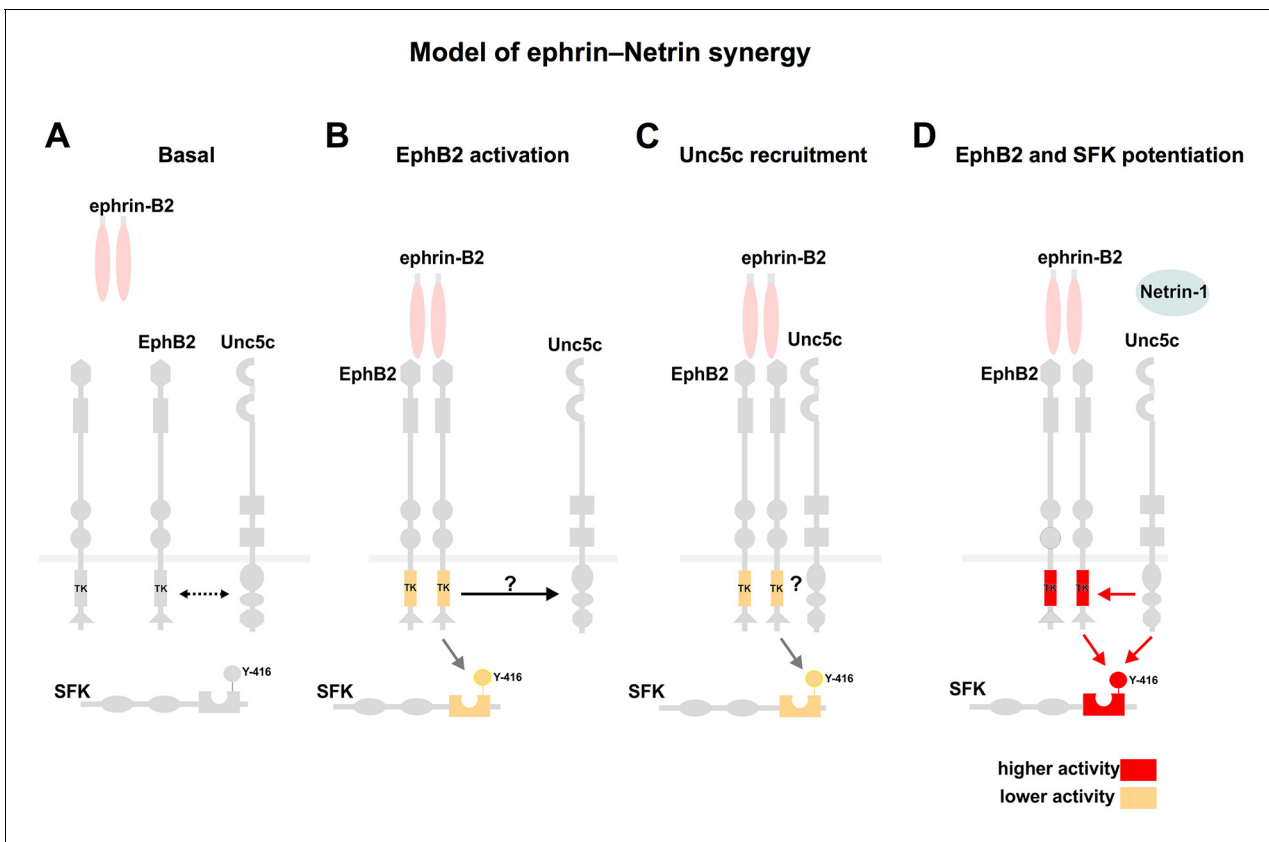 Model of ephrin–Netrin synergy
A
Basal
ephrin-B2
EphB2
Unc5c
TK
TK
Y-416
SFK
B
EphB2 activation
ephrin-B2
Unc5c
EphB2
TK
TK
?
Y-416
SFK
C
Unc5c recruitment
ephrin-B2
Unc5c
EphB2
TK
TK
?
Y-416
SFK
D
EphB2 and SFK potentiation
ephrin-B2
Netrin-1
Unc5c
EphB2
TK
TK
Y-416
SFK
higher activity
lower activity